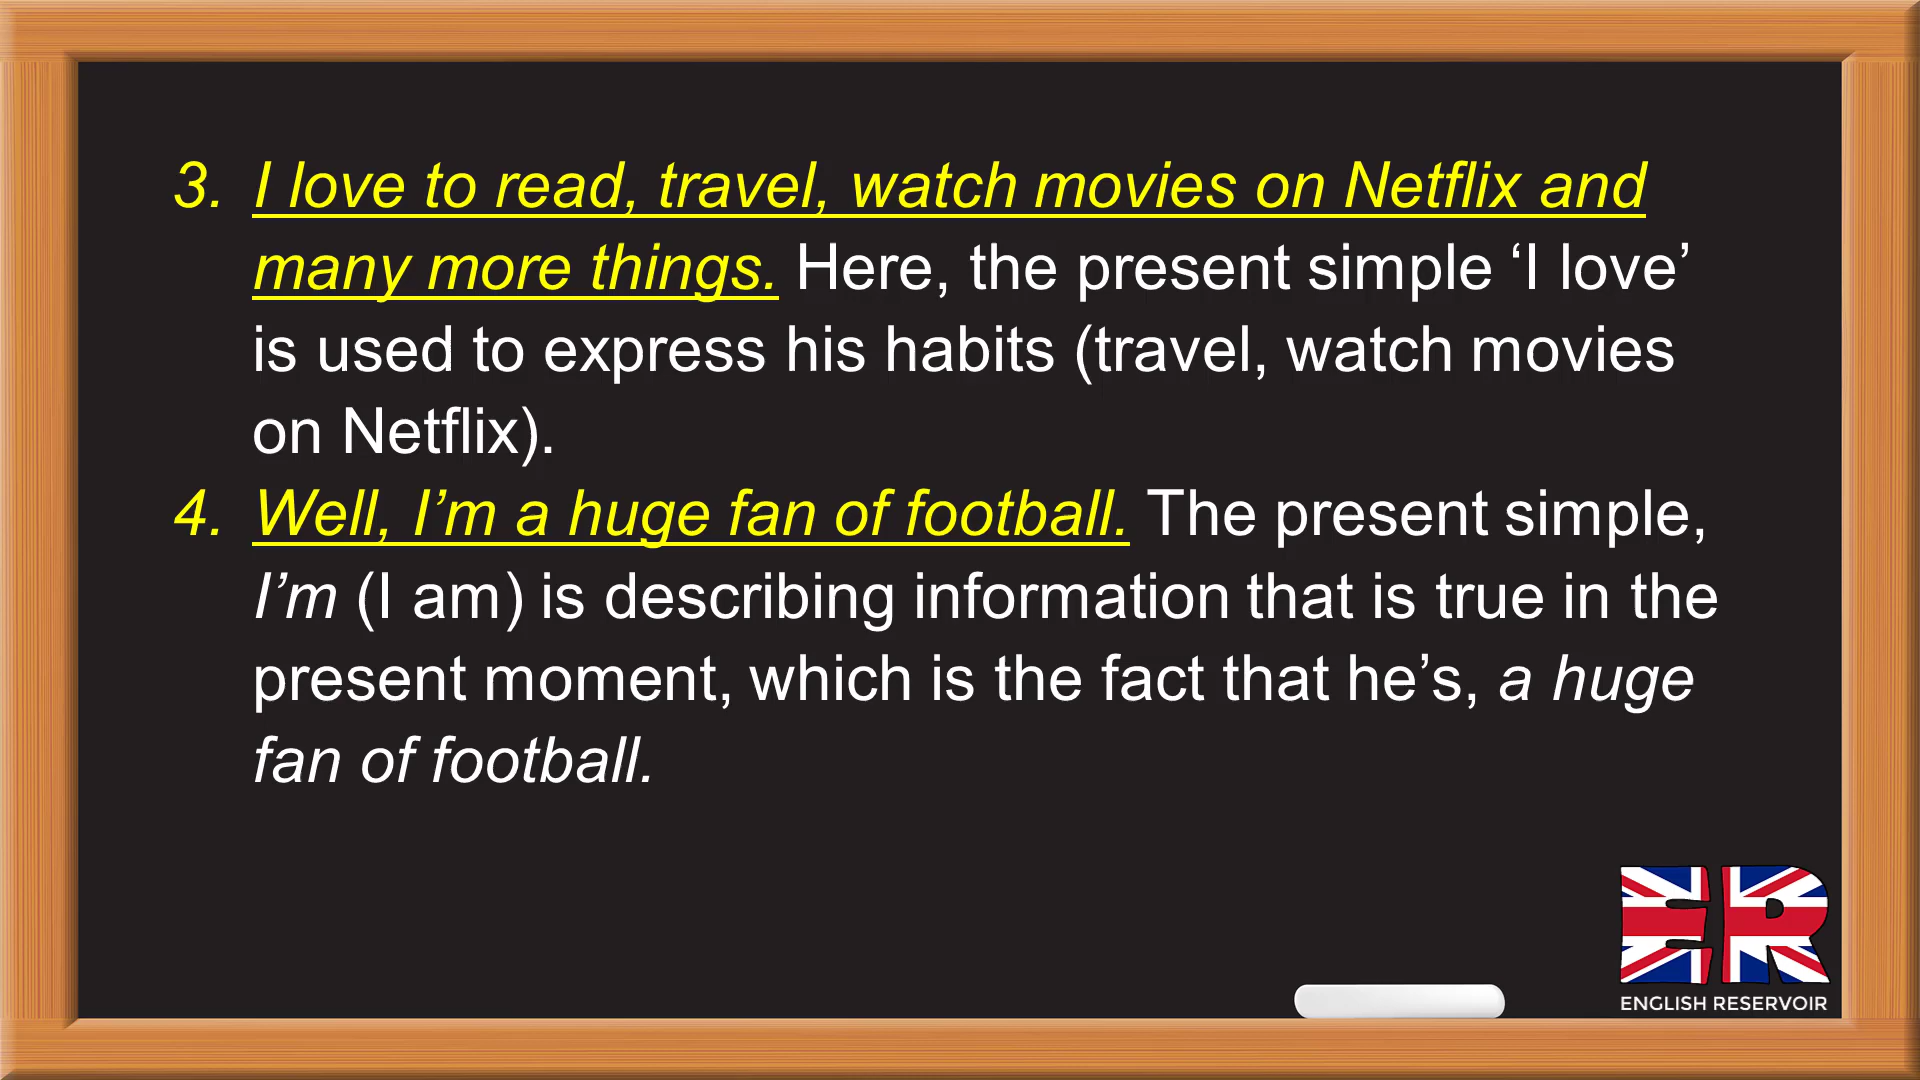 3. I love to read, travel, watch movies on Netflix and
many more things. Here, the present simple ‘I love’
is used to express his habits (travel, watch movies
on Netflix).
4. Well, I’m a huge fan of football. The present simple,
I’m (I am) is describing information that is true in the
present moment, which is the fact that he’s, a huge
fan of football.
ER
ENGLISH RESERVOIR